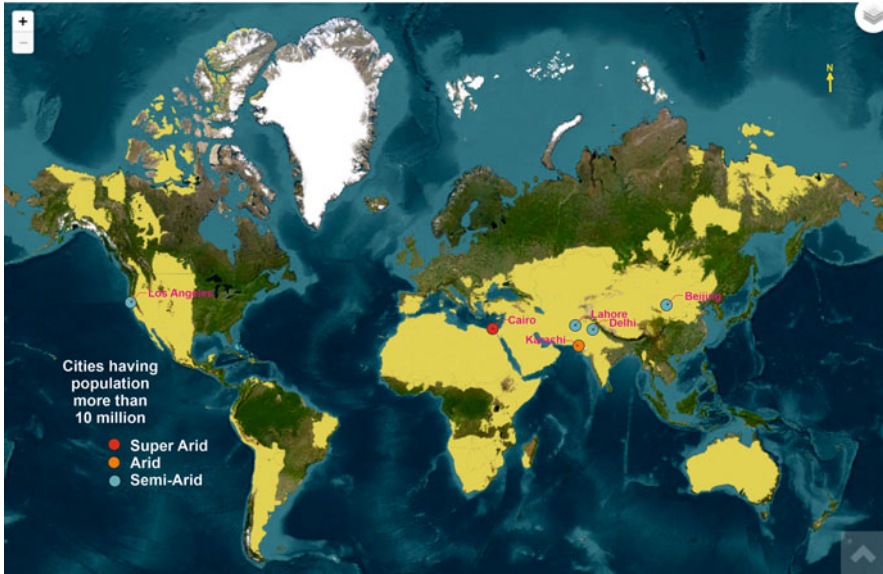 +
−
N
Los Angeles
Beijing
Lahore
Cairo
Delhi
Karachi
Cities having
population
more than
10 million
Super Arid
Arid
Semi-Arid